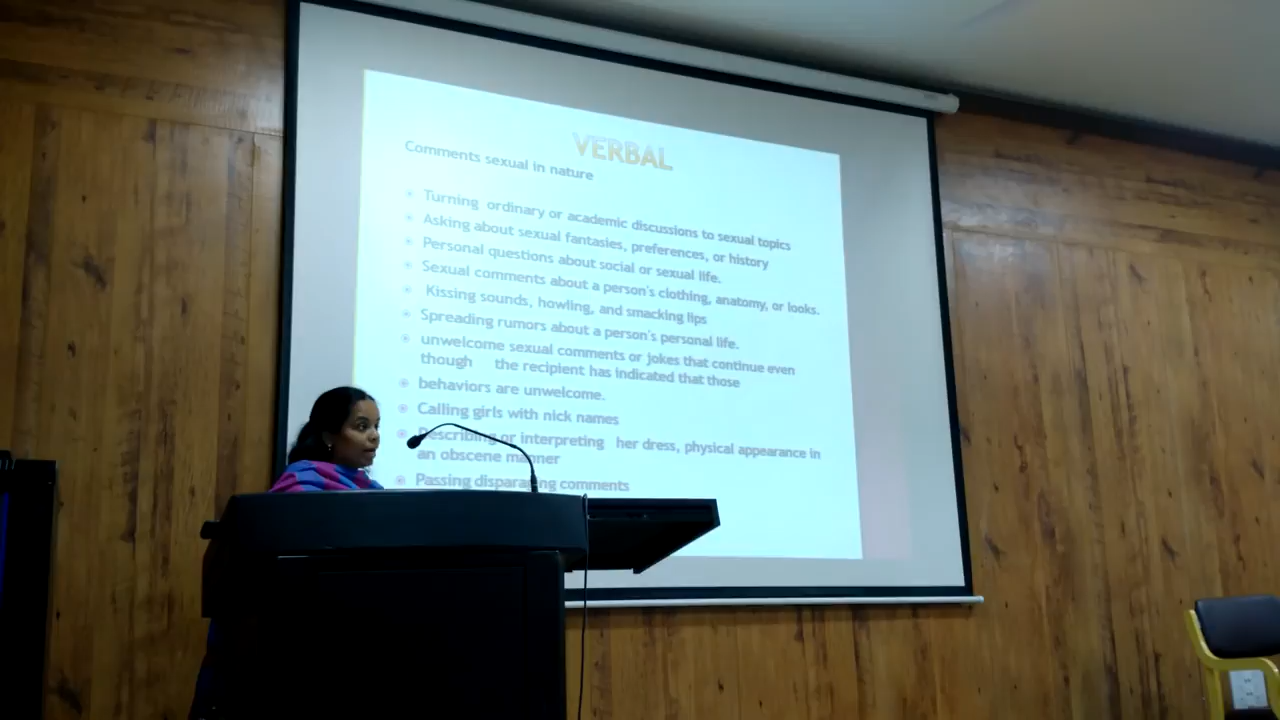 VERBAL
Comments sexual in nature
Turning ordinary or academic discussions to sexual topics
Asking about sexual fantasies, preferences, or history
Personal questions about social or sexual life.
Sexual comments about a person's clothing, anatomy, or looks.
Kissing sounds, howling, and smacking lips
Spreading rumors about a person's personal life.
unwelcome sexual comments or jokes that continue even
though the recipient has indicated that those
behaviors are unwelcome.
Calling girls with nick names
Describing or interpreting her dress, physical appearance in
an obscene manner
Passing disparaging comments